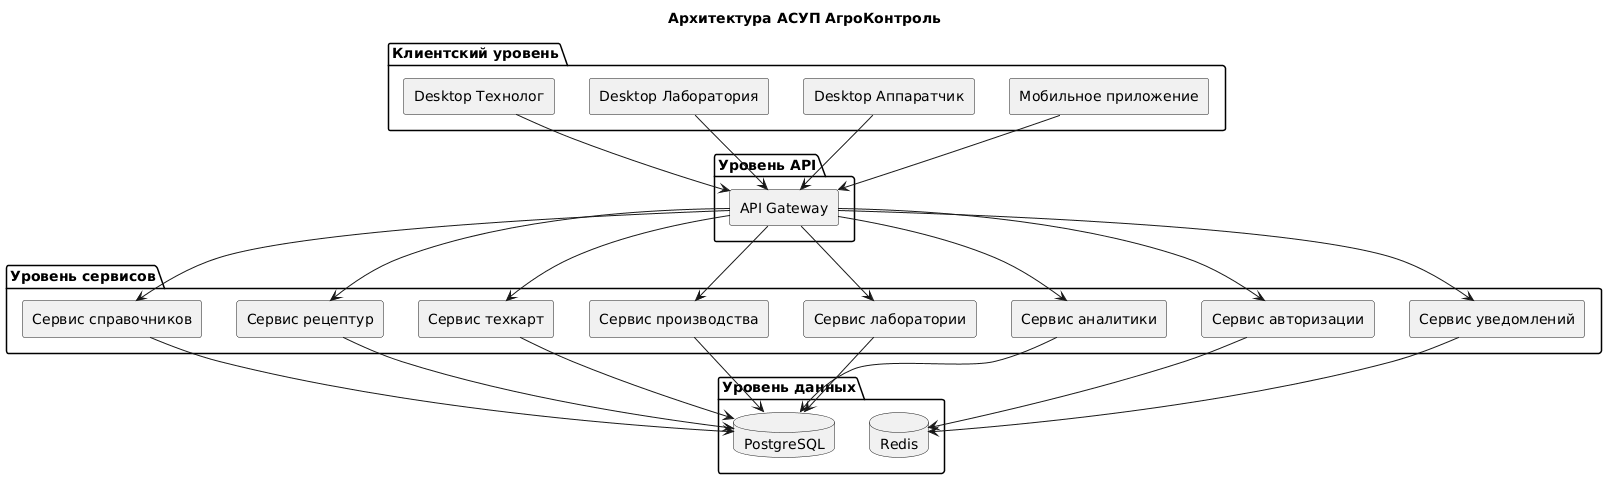 Архитектура АСУП АгроКонтроль
Клиентский уровень
Desktop Технолог
Desktop Лаборатория
Desktop Аппаратчик
Мобильное приложение
Уровень API
API Gateway
Уровень сервисов
Сервис справочников
Сервис рецептур
Сервис техкарт
Сервис производства
Сервис лаборатории
Сервис аналитики
Сервис авторизации
Сервис уведомлений
Уровень данных
PostgreSQL
Redis